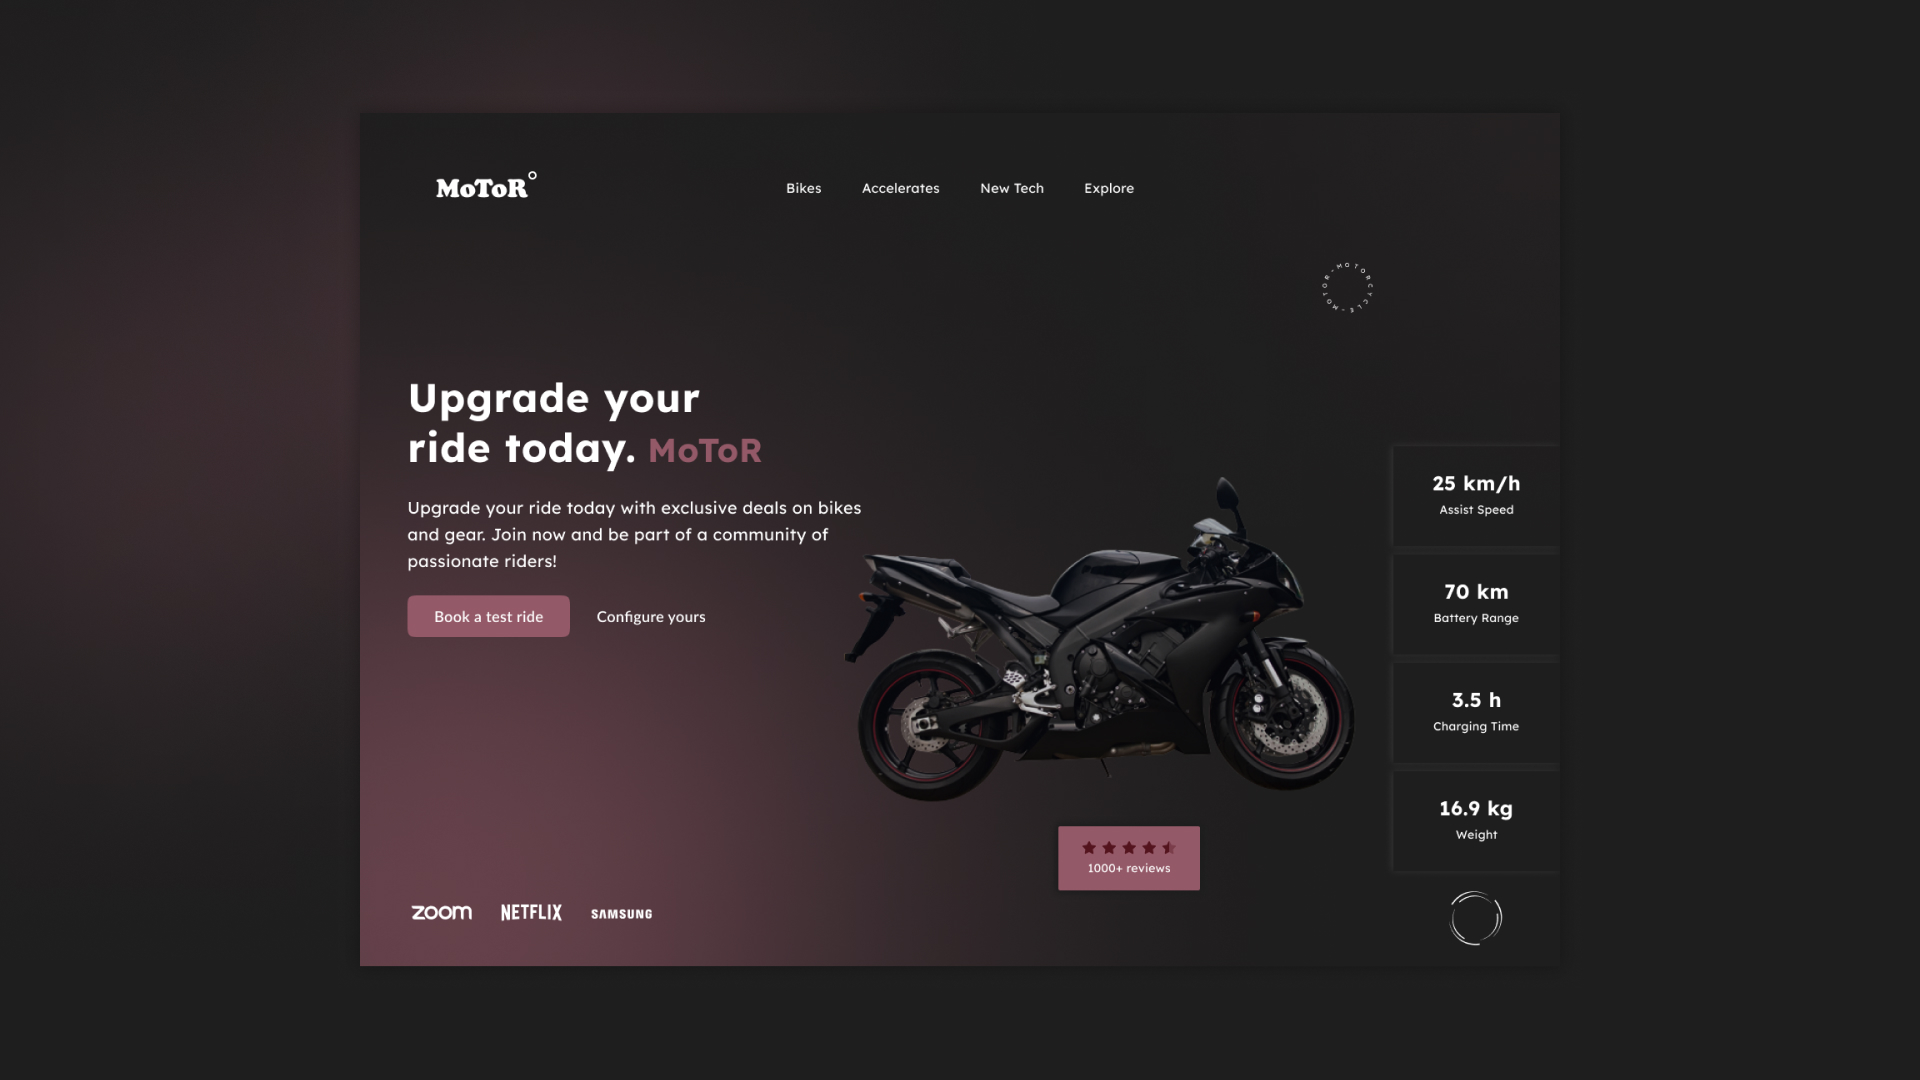 MoToR
Bikes
Accelerates
New Tech
Explore
MOTORCYCLE-MOTOR-
Upgrade your
ride today. MoToR
Upgrade your ride today with exclusive deals on bikes
and gear. Join now and be part of a community of
passionate riders!
Book a test ride
Configure yours
25 km/h
Assist Speed
70 km
Battery Range
3.5 h
Charging Time
16.9 kg
Weight
1000+ reviews
zoom
NETFLIX
SAMSUNG